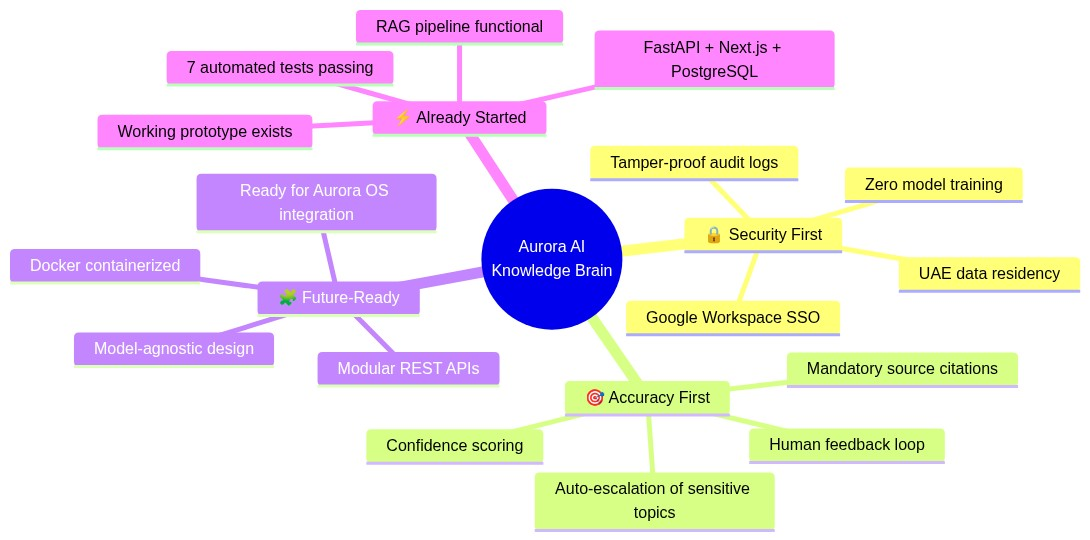 Aurora AI
Knowledge Brain
🔒 Security First
Tamper-proof audit logs
Zero model training
UAE data residency
Google Workspace SSO
🎯 Accuracy First
Mandatory source citations
Human feedback loop
Auto-escalation of sensitive
topics
Confidence scoring
🧩 Future-Ready
Modular REST APIs
Model-agnostic design
Docker containerized
Ready for Aurora OS
integration
⚡ Already Started
Working prototype exists
7 automated tests passing
RAG pipeline functional
FastAPI + Next.js +
PostgreSQL